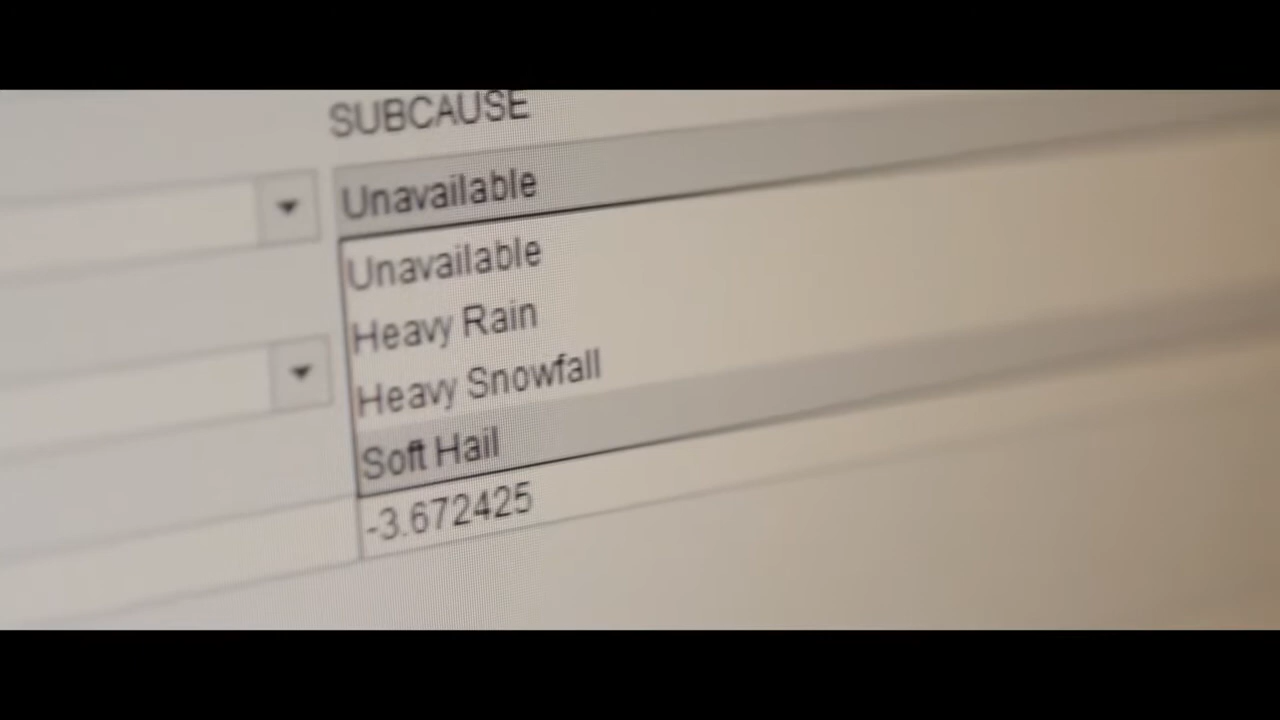 SUBCAUSE
Unavailable
Unavailable
Heavy Rain
Heavy Snowfall
Soft Hail
-3.672425